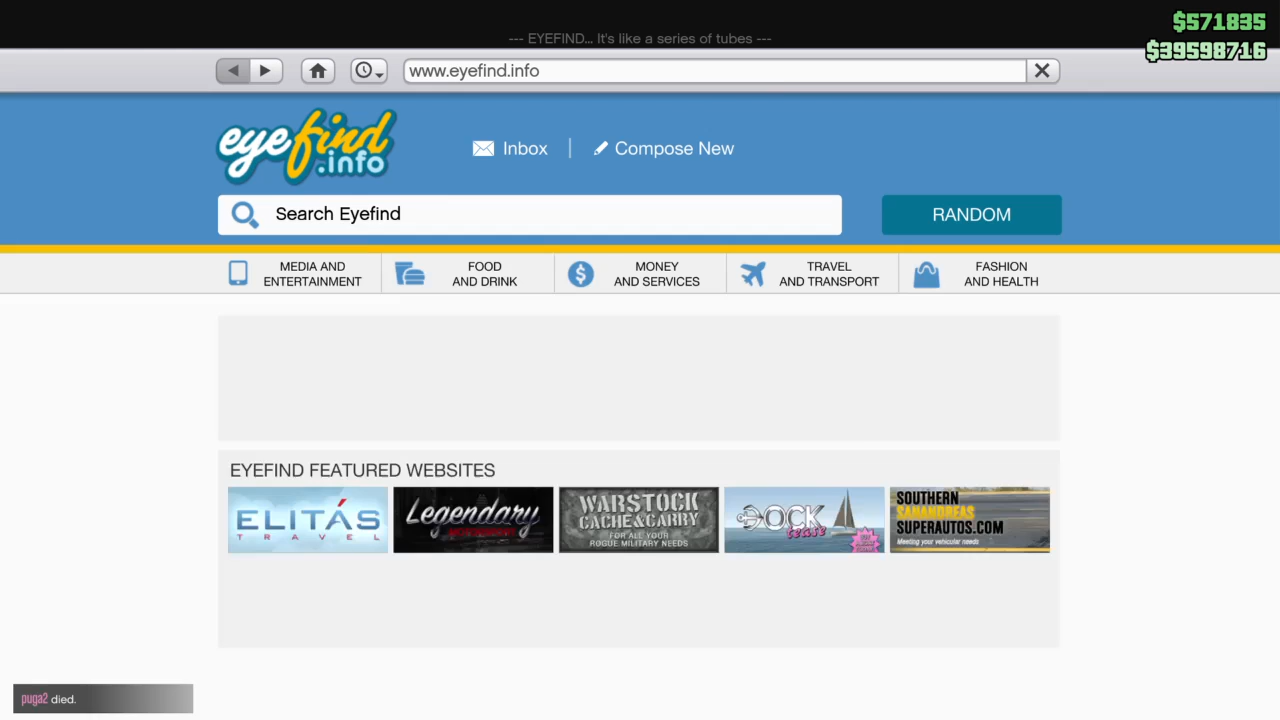 $571835
--- EYEFIND... It's like a series of tubes ---
$39598716
www.eyefind.info
eyefind
.info
Inbox
Compose New
Search Eyefind
RANDOM
MEDIA AND
ENTERTAINMENT
FOOD
AND DRINK
MONEY
AND SERVICES
TRAVEL
AND TRANSPORT
FASHION
AND HEALTH
EYEFIND FEATURED WEBSITES
ELITÁS
TRAVEL
Legendary
MOTORSPORT
WARSTOCK
CACHE&CARRY
FOR ALL YOUR
ROGUE MILITARY NEEDS
DOCK
tease
SOUTHERN
SANANDREAS
SUPERAUTOS.COM
Meeting your vehicular needs
puga2 died.